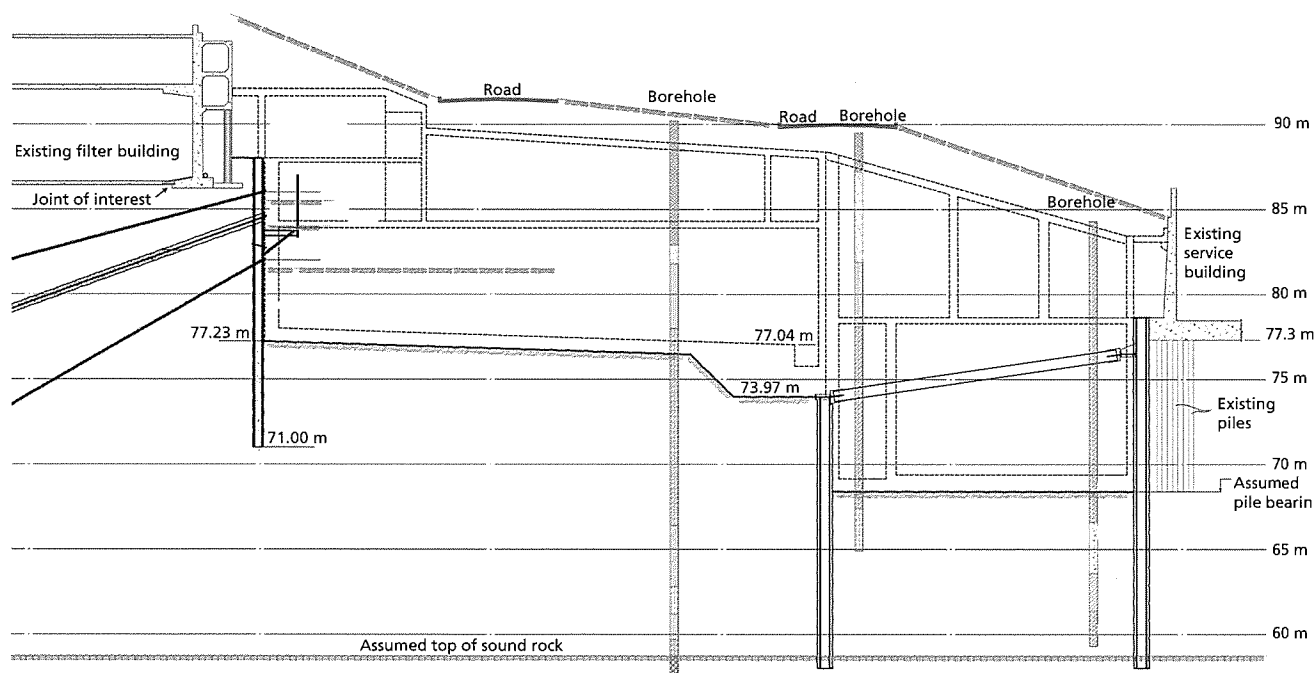 Road
Borehole
Road
Borehole
90 m
Existing filter building
Joint of interest
85 m
Borehole
Existing
service
building
80 m
77.23 m
77.04 m
77.3 m
75 m
73.97 m
Existing
piles
71.00 m
70 m
Assumed
pile bearin
65 m
60 m
Assumed top of sound rock